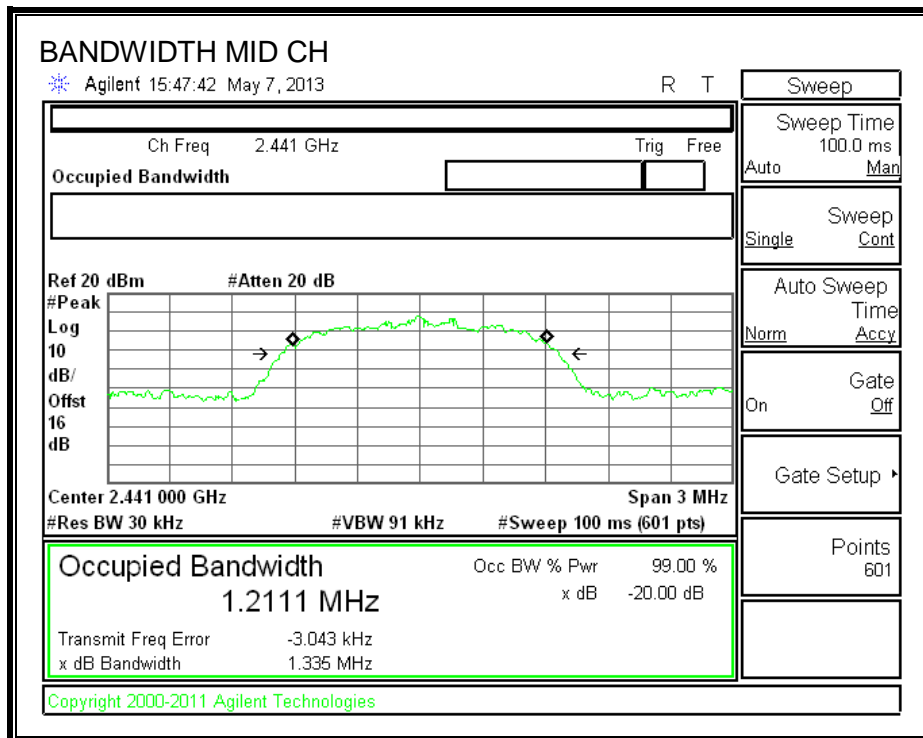 BANDWIDTH MID CH
Agilent 15:47:42 May 7, 2013 R T
Ch Freq 2.441 GHz Trig Free
Occupied Bandwidth
Ref 20 dBm #Atten 20 dB
#Peak
Log
10
dB/
Offst
16
dB
Center 2.441 000 GHz Span 3 MHz
#Res BW 30 kHz #VBW 91 kHz #Sweep 100 ms (601 pts)
Occupied Bandwidth Occ BW % Pwr 99.00 %
1.2111 MHz x dB -20.00 dB
Transmit Freq Error -3.043 kHz
x dB Bandwidth 1.335 MHz
Copyright 2000-2011 Agilent Technologies
Sweep
Sweep Time
100.0 ms
Auto Man
Sweep
Single Cont
Auto Sweep
Time
Norm Accy
Gate
On Off
Gate Setup
Points
601